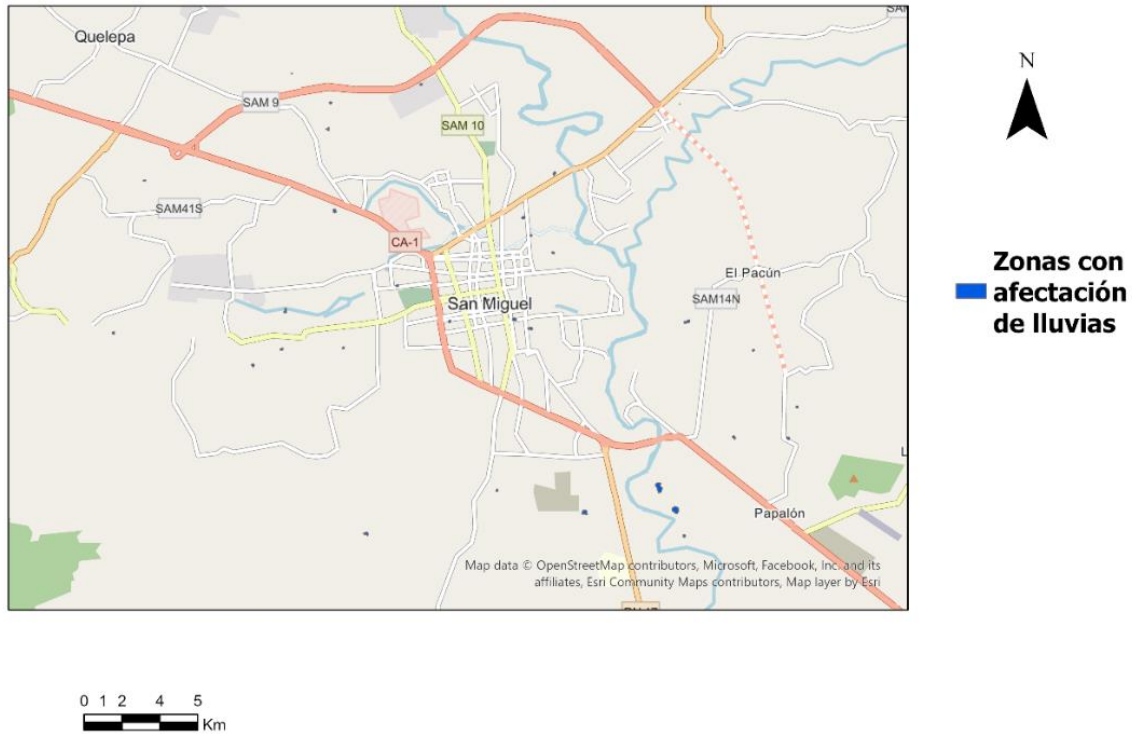 Quelepa
SAM 9
SAM 10
4
SAM41S
CA-1
San Miguel
El Pacún
SAM14N
Papalón
Map data © OpenStreetMap contributors, Microsoft, Facebook, Inc. and its
affiliates, Esri Community Maps contributors, Map layer by Esri
N
Zonas con
afectación
de lluvias
0 1 2 4 5
Km